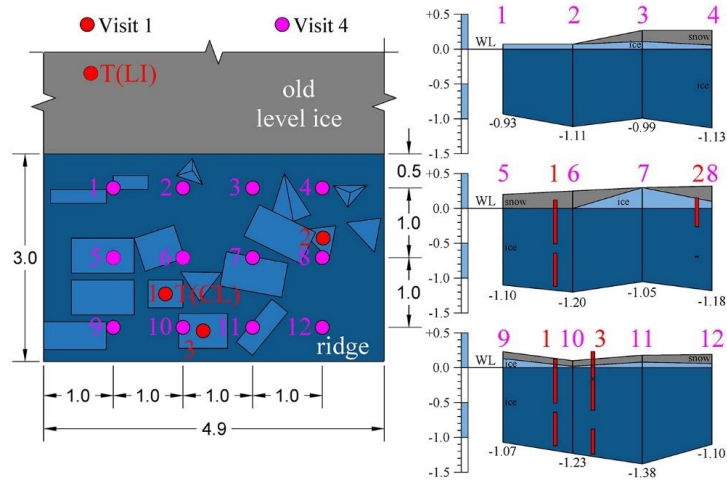 Visit 1
Visit 4
T(LI)
old
level ice
1 2 3 4
2
5 6 7 8
1 T(CL)
9 10 11 12
3
ridge
3.0
0.5
1.0
1.0
1.0 1.0 1.0 1.0
4.9
1 2 3 4
+0.5
WL
0.0
-0.5
-1.0
-1.5
snow
ice
ice
-0.93
-1.11
-0.99
-1.13
5 1 6 7 2 8
+0.5
WL
0.0
-0.5
-1.0
-1.5
snow
ice
ice
-1.10
-1.20
-1.05
-1.18
9 1 10 3 11 12
+0.5
WL
0.0
-0.5
-1.0
-1.5
snow
ice
ice
-1.07
-1.23
-1.38
-1.10